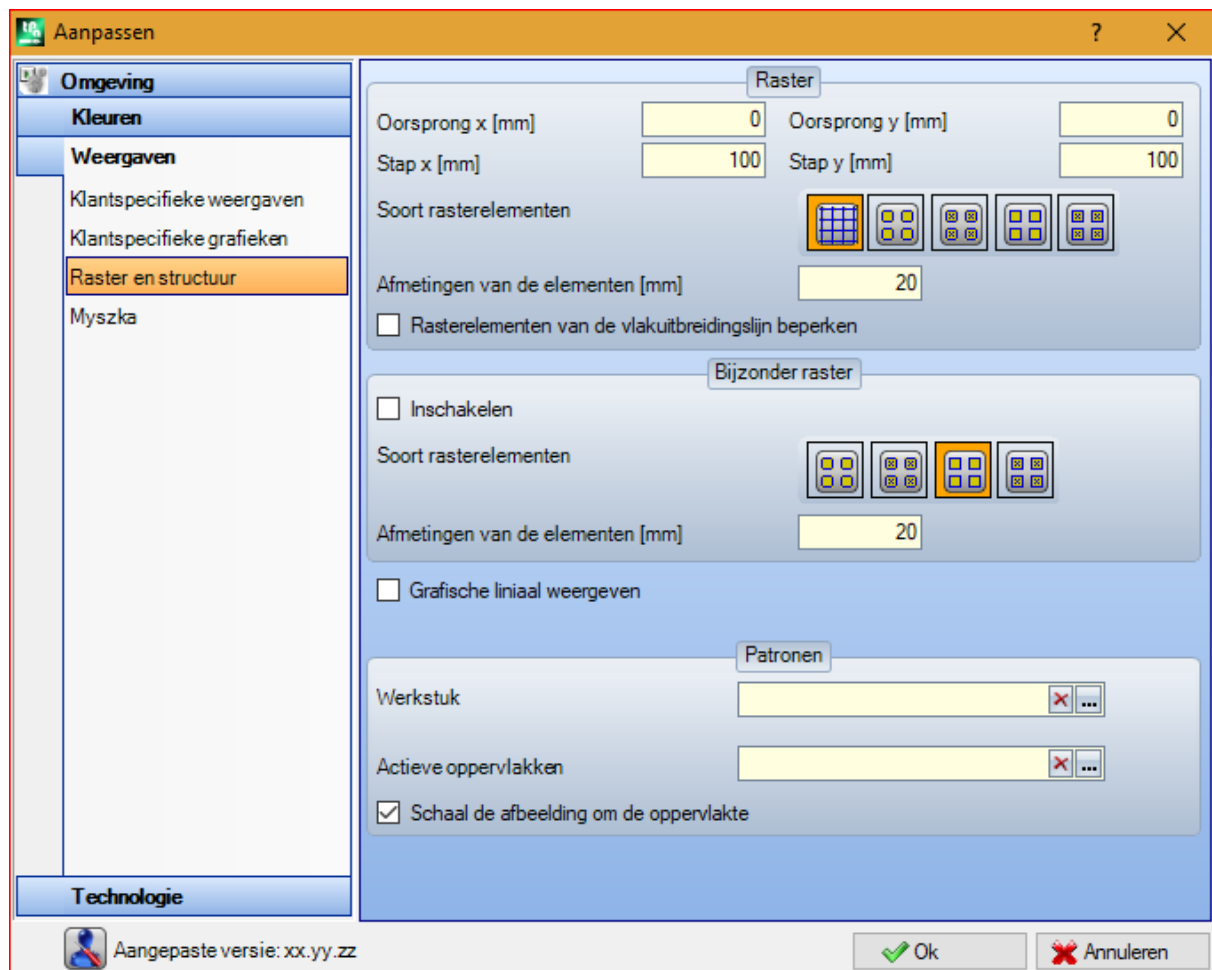 Aanpassen
?
Omgeving
Kleuren
Weergaven
Klantspecifieke weergaven
Klantspecifieke grafieken
Raster en structuur
Myszka
Technologie
Raster
Oorsprong x [mm] 0 Oorsprong y [mm] 0
Stap x [mm] 100 Stap y [mm] 100
Soort rasterelementen
Afmetingen van de elementen [mm] 20
Rasterelementen van de vlakuitbreidingslijn beperken
Bijzonder raster
Inschakelen
Soort rasterelementen
Afmetingen van de elementen [mm] 20
Grafische liniaal weergeven
Patronen
Werkstuk ...
Actieve oppervlakken ...
Schaal de afbeelding om de oppervlakte
Aangepaste versie: xx.yy.zz
Ok Annuleren